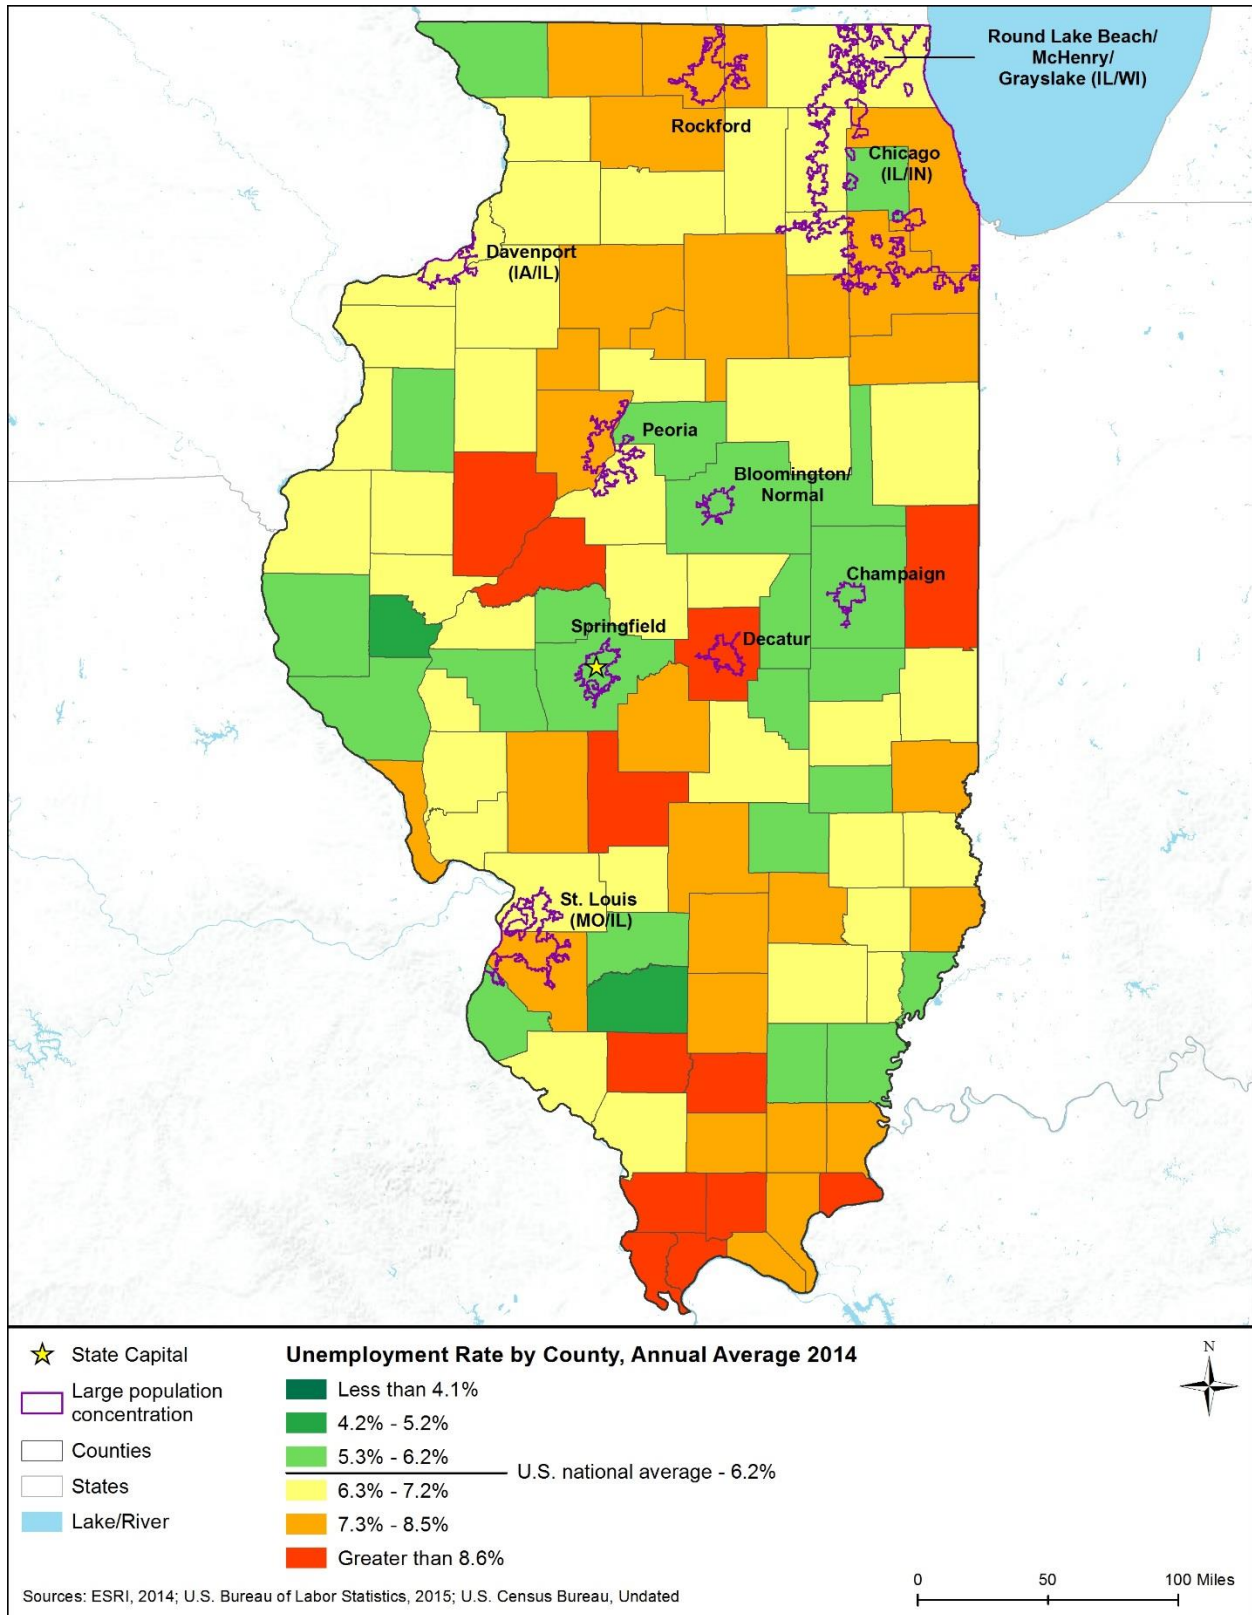 Round Lake Beach/
McHenry/
Grayslake (IL/WI)
Rockford
Chicago
(IL/IN)
Davenport
(IA/IL)
Peoria
Bloomington/
Normal
Champaign
Springfield
Decatur
St. Louis
(MO/IL)
State Capital
Large population
concentration
Counties
States
Lake/River
Unemployment Rate by County, Annual Average 2014
Less than 4.1%
4.2% - 5.2%
5.3% - 6.2%
U.S. national average - 6.2%
6.3% - 7.2%
7.3% - 8.5%
Greater than 8.6%
N
Sources: ESRI, 2014; U.S. Bureau of Labor Statistics, 2015; U.S. Census Bureau, Undated
0 50 100 Miles